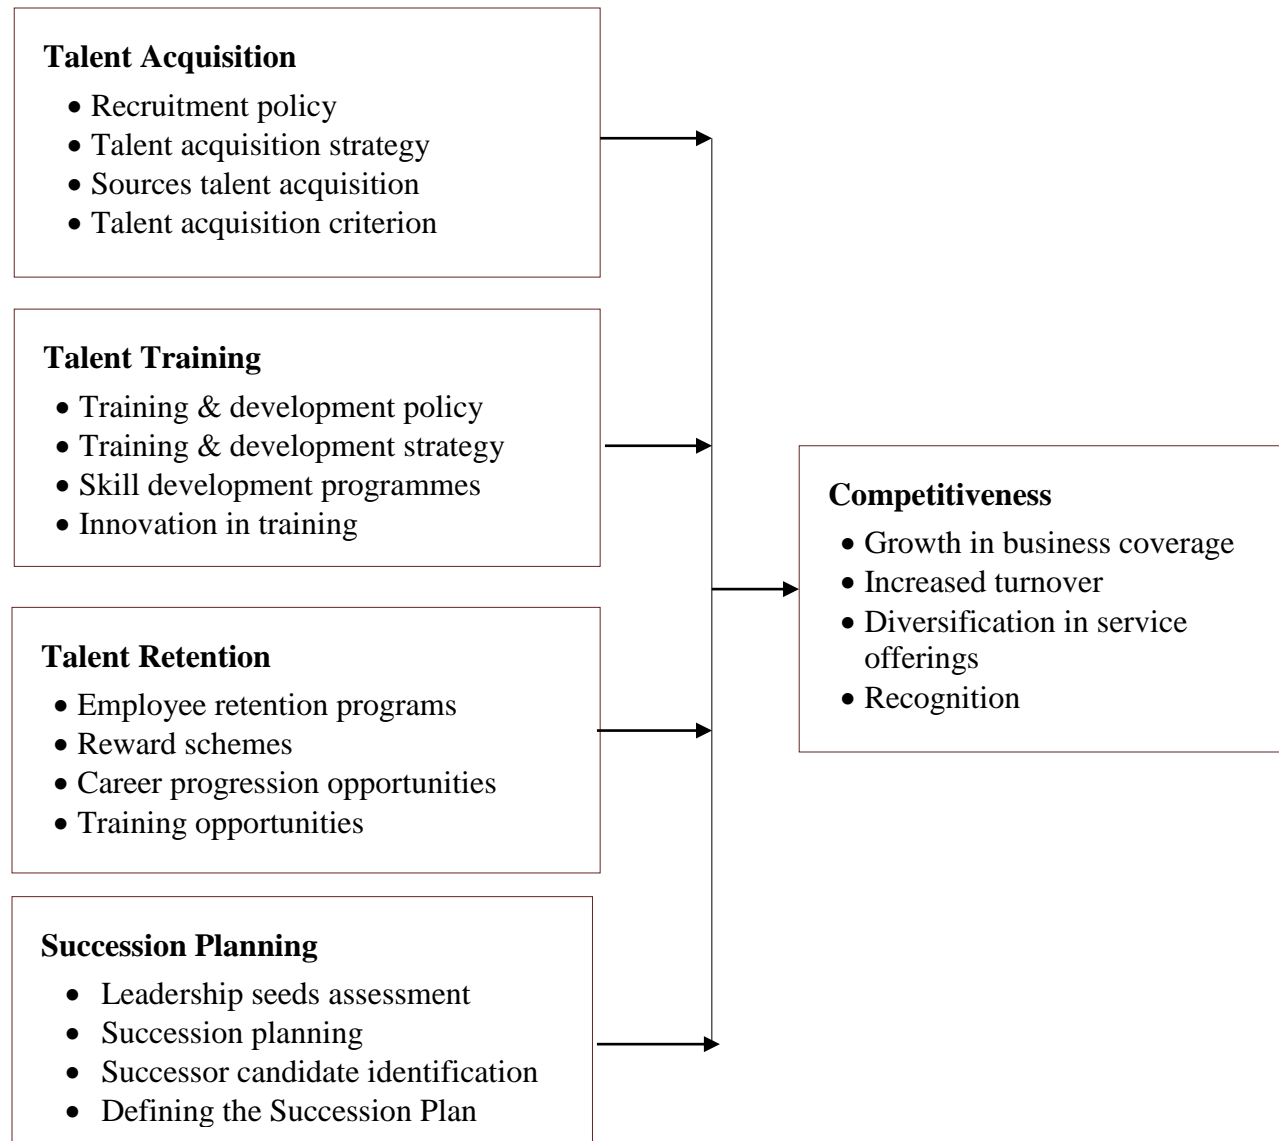 Talent Acquisition
• Recruitment policy
• Talent acquisition strategy
• Sources talent acquisition
• Talent acquisition criterion
Talent Training
• Training & development policy
• Training & development strategy
• Skill development programmes
• Innovation in training
Talent Retention
• Employee retention programs
• Reward schemes
• Career progression opportunities
• Training opportunities
Succession Planning
• Leadership seeds assessment
• Succession planning
• Successor candidate identification
• Defining the Succession Plan
Competitiveness
• Growth in business coverage
• Increased turnover
• Diversification in service
offerings
• Recognition